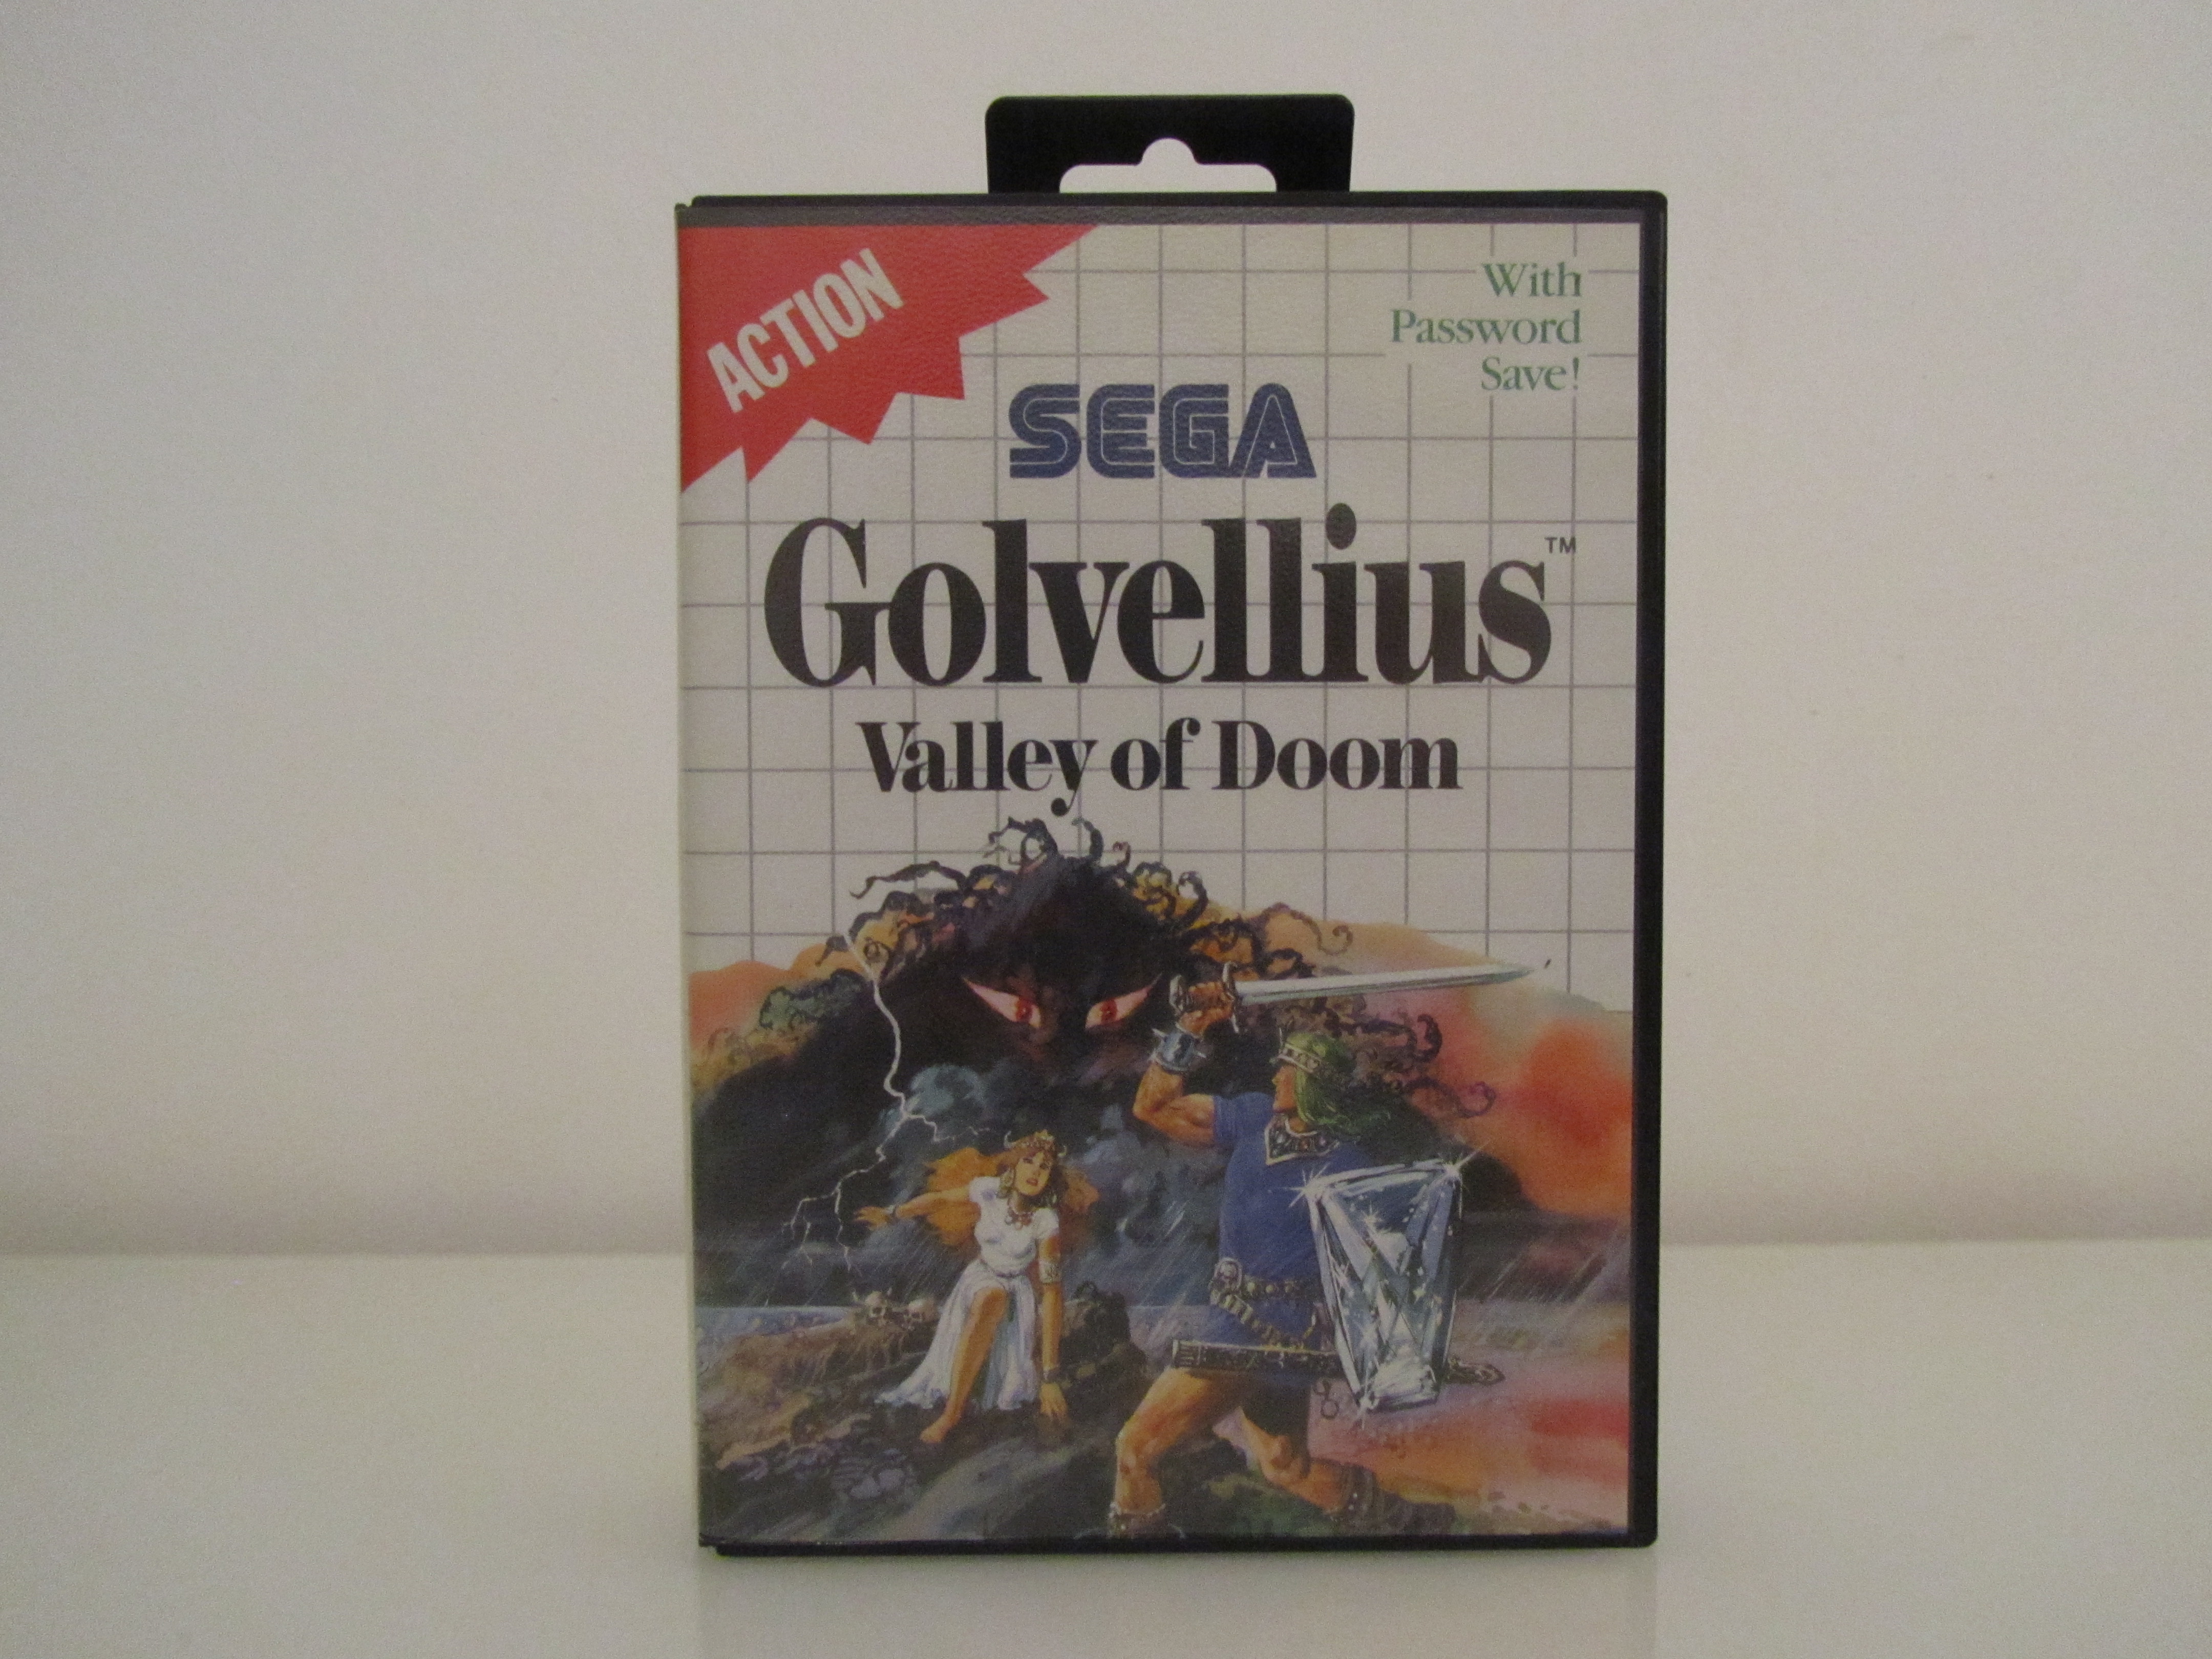 ACTION
With
Password
Save!
SEGA
Golvellius™
Valley of Doom